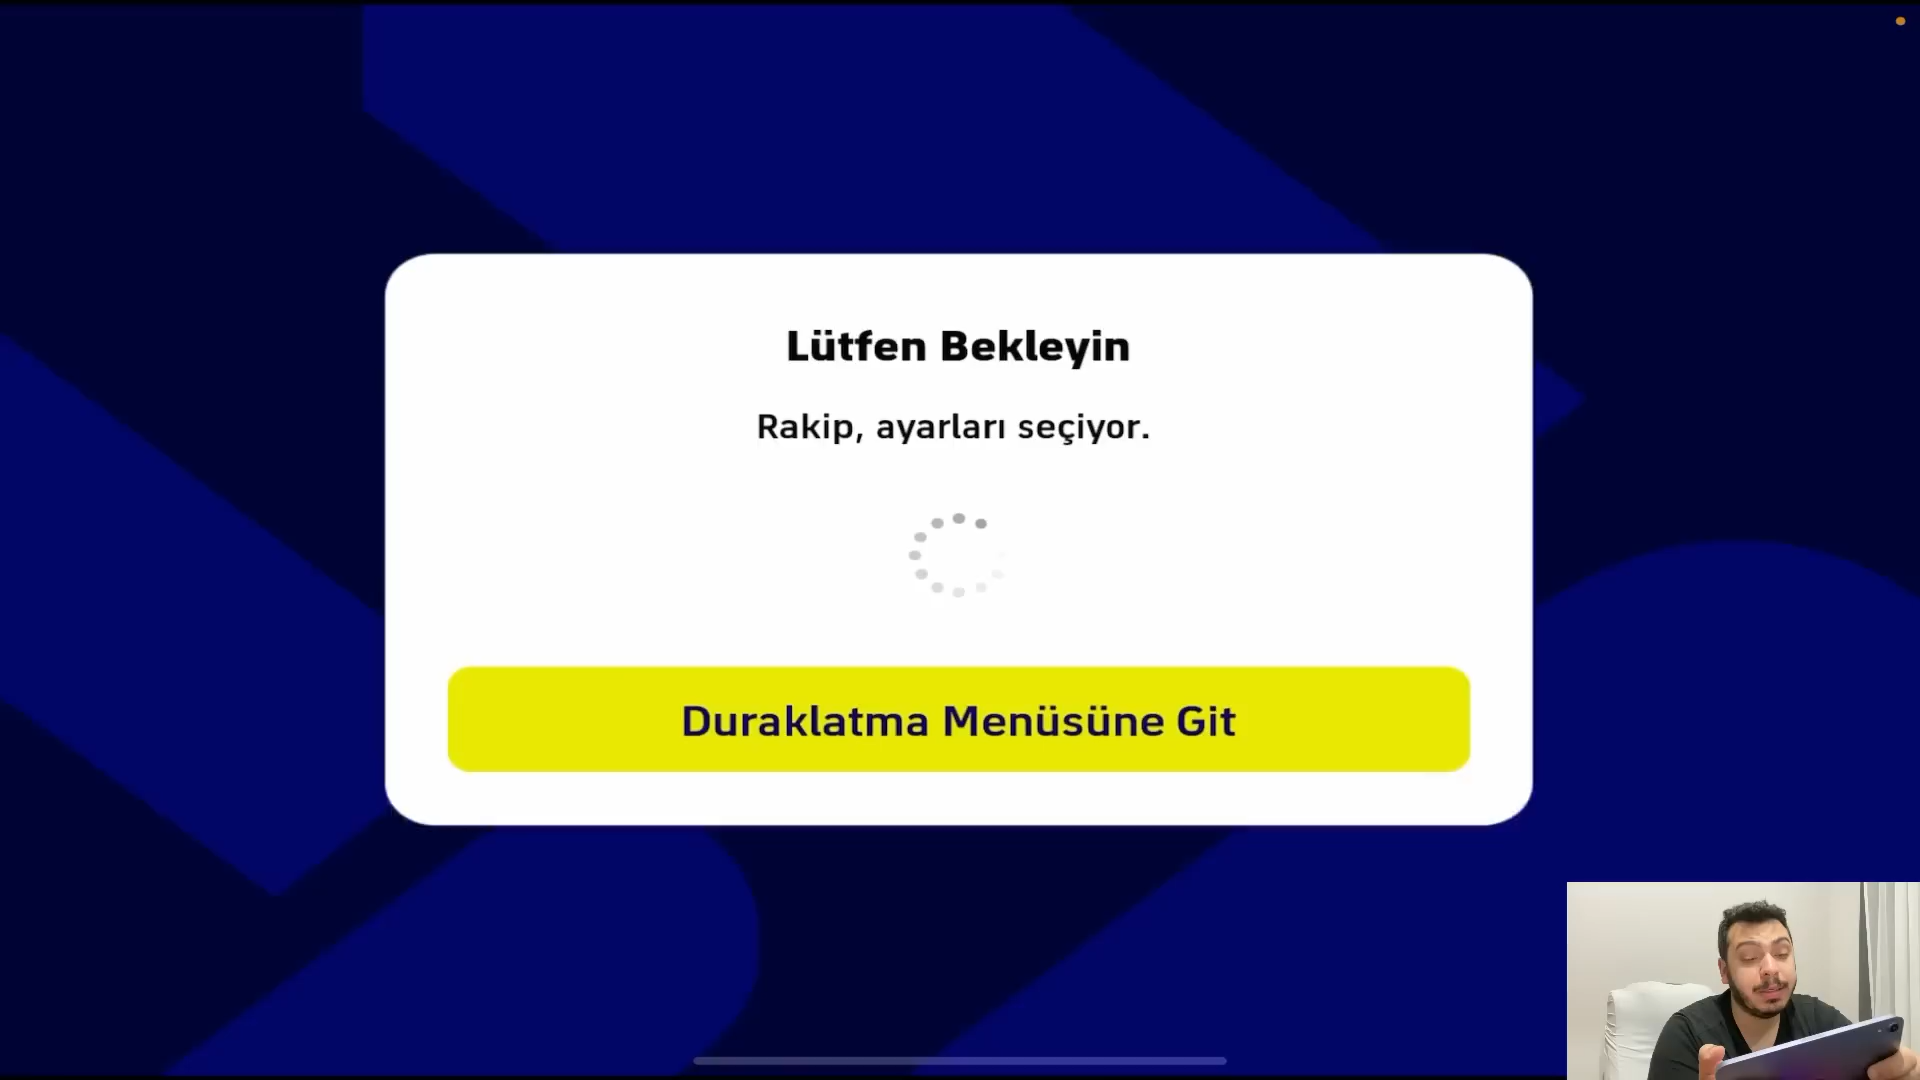 Lütfen Bekleyin
Rakip, ayarları seçiyor.
Duraklatma Menüsüne Git